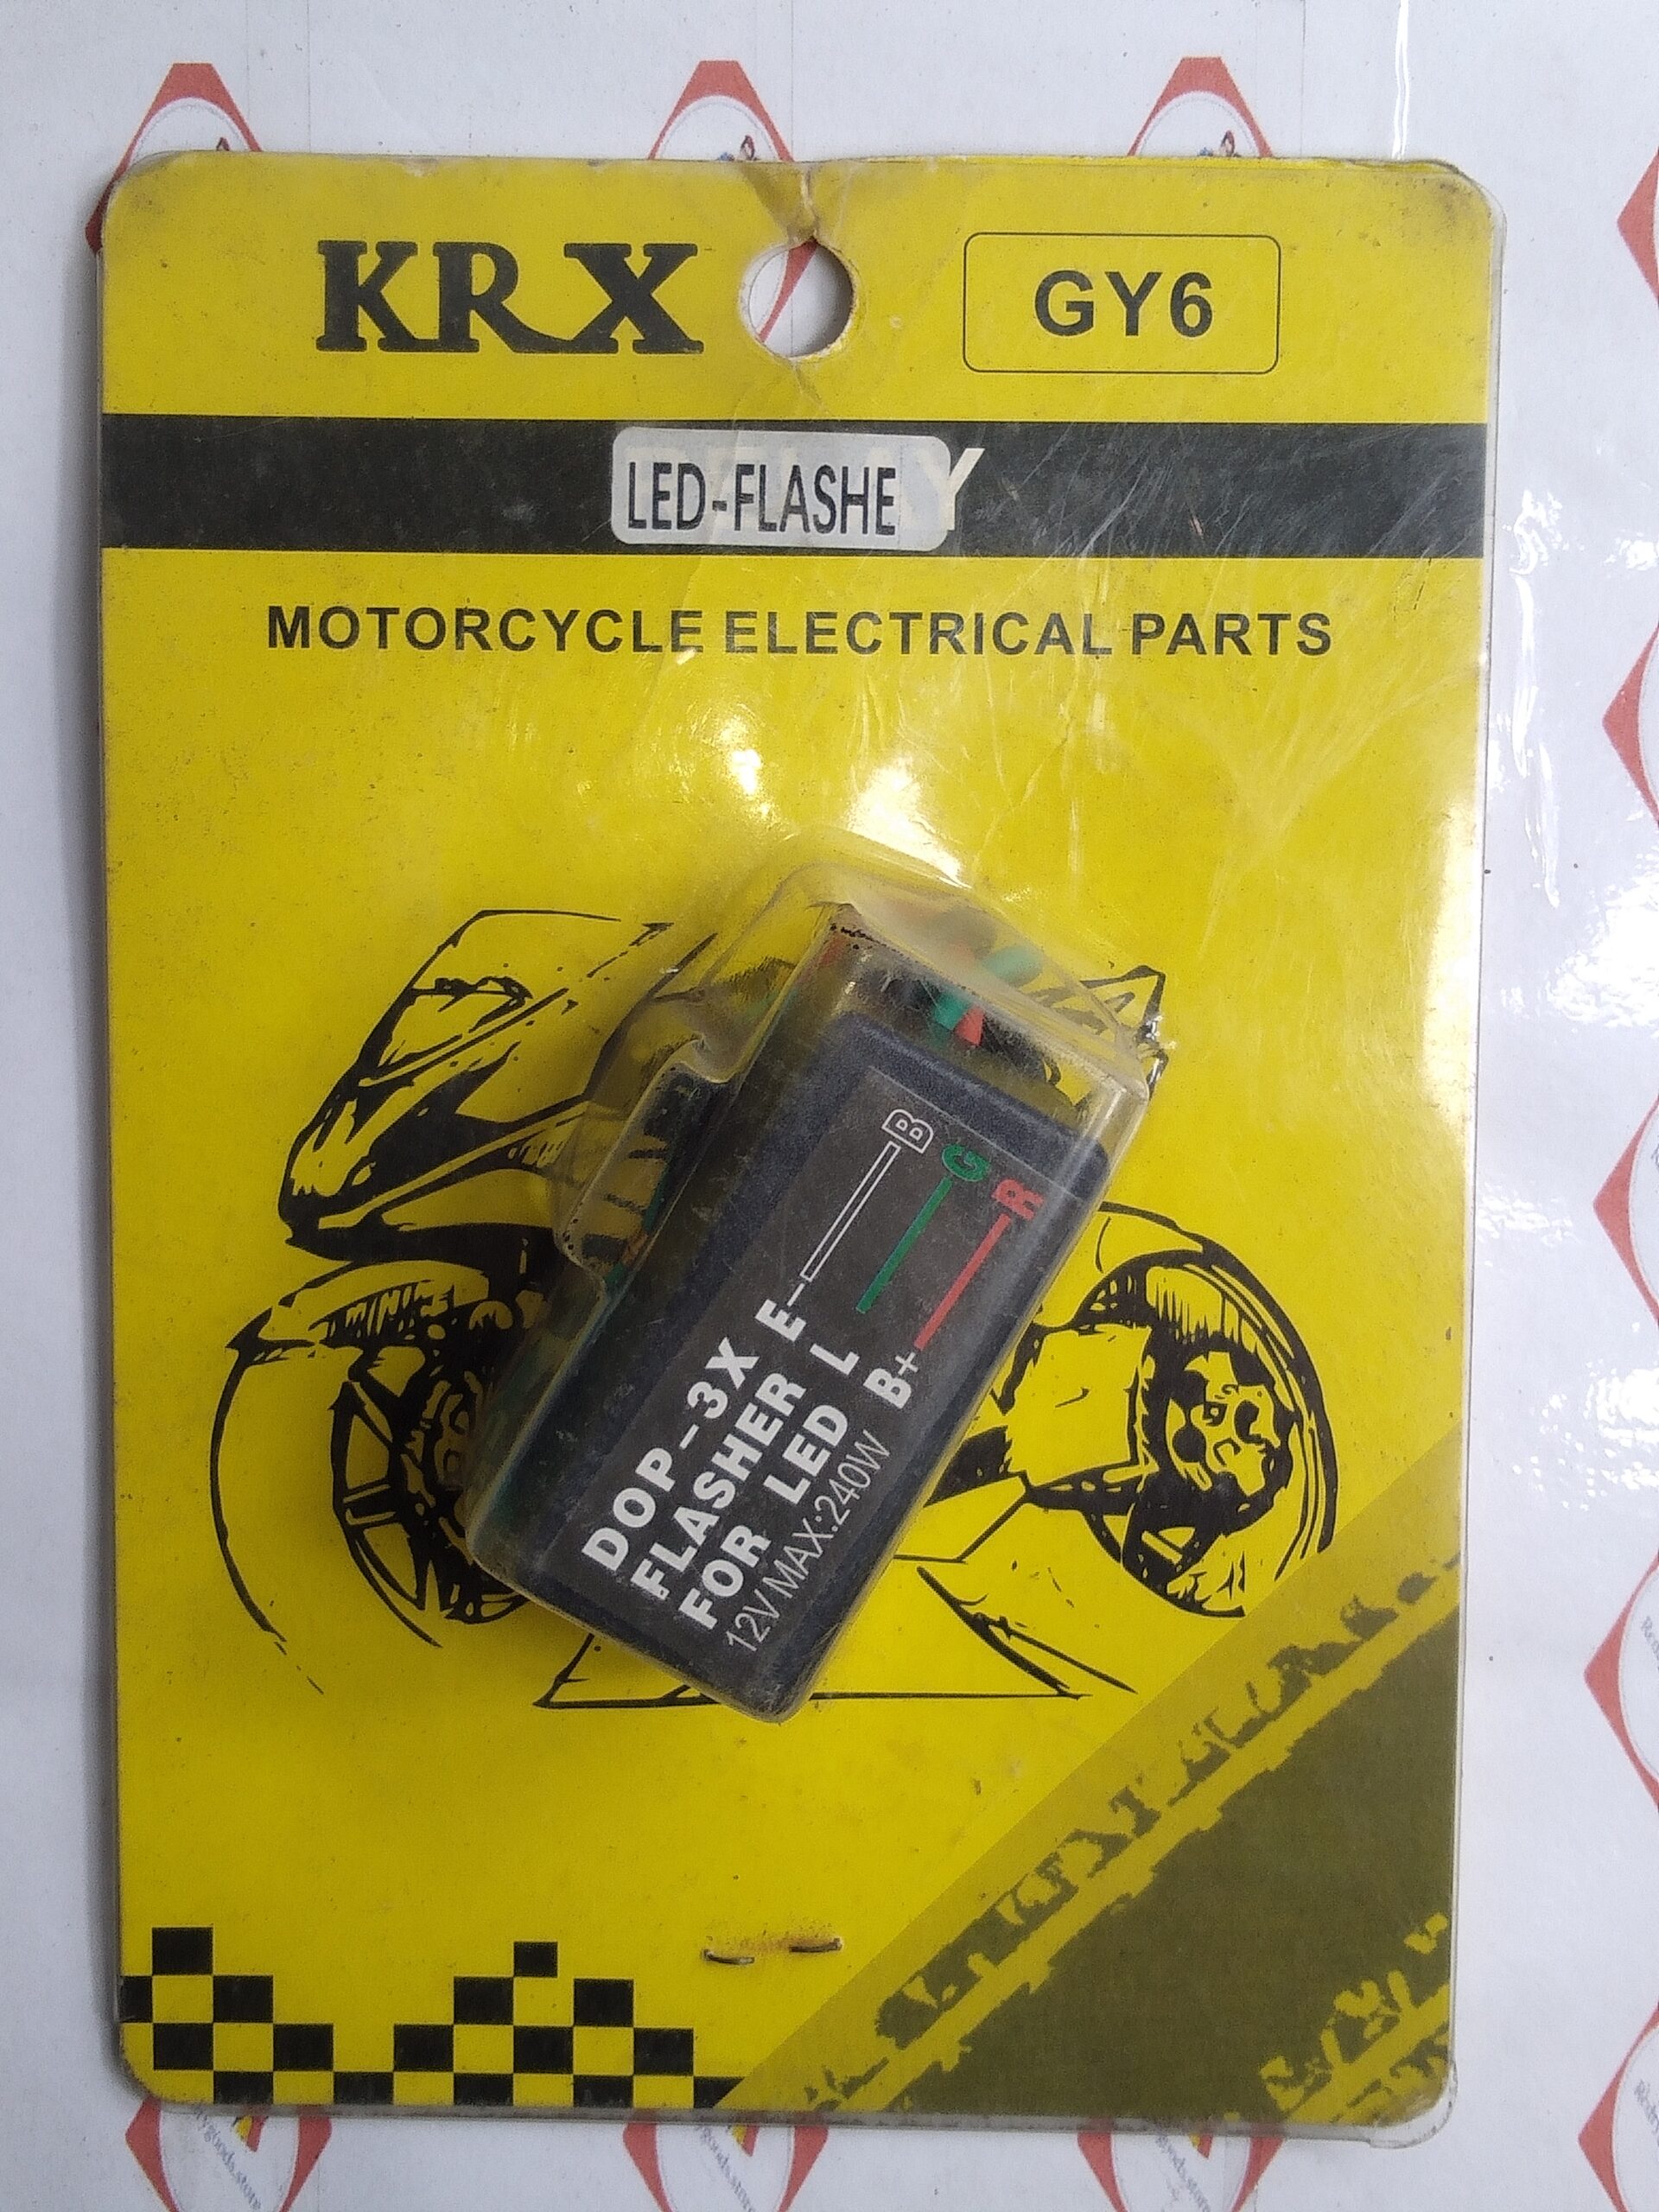 KRX
GY6
LED-FLASHE
Y
MOTORCYCLE ELECTRICAL PARTS
B
G
R
DOP-3X E-
FLASHER L
FOR LED B+
12V MAX:240W